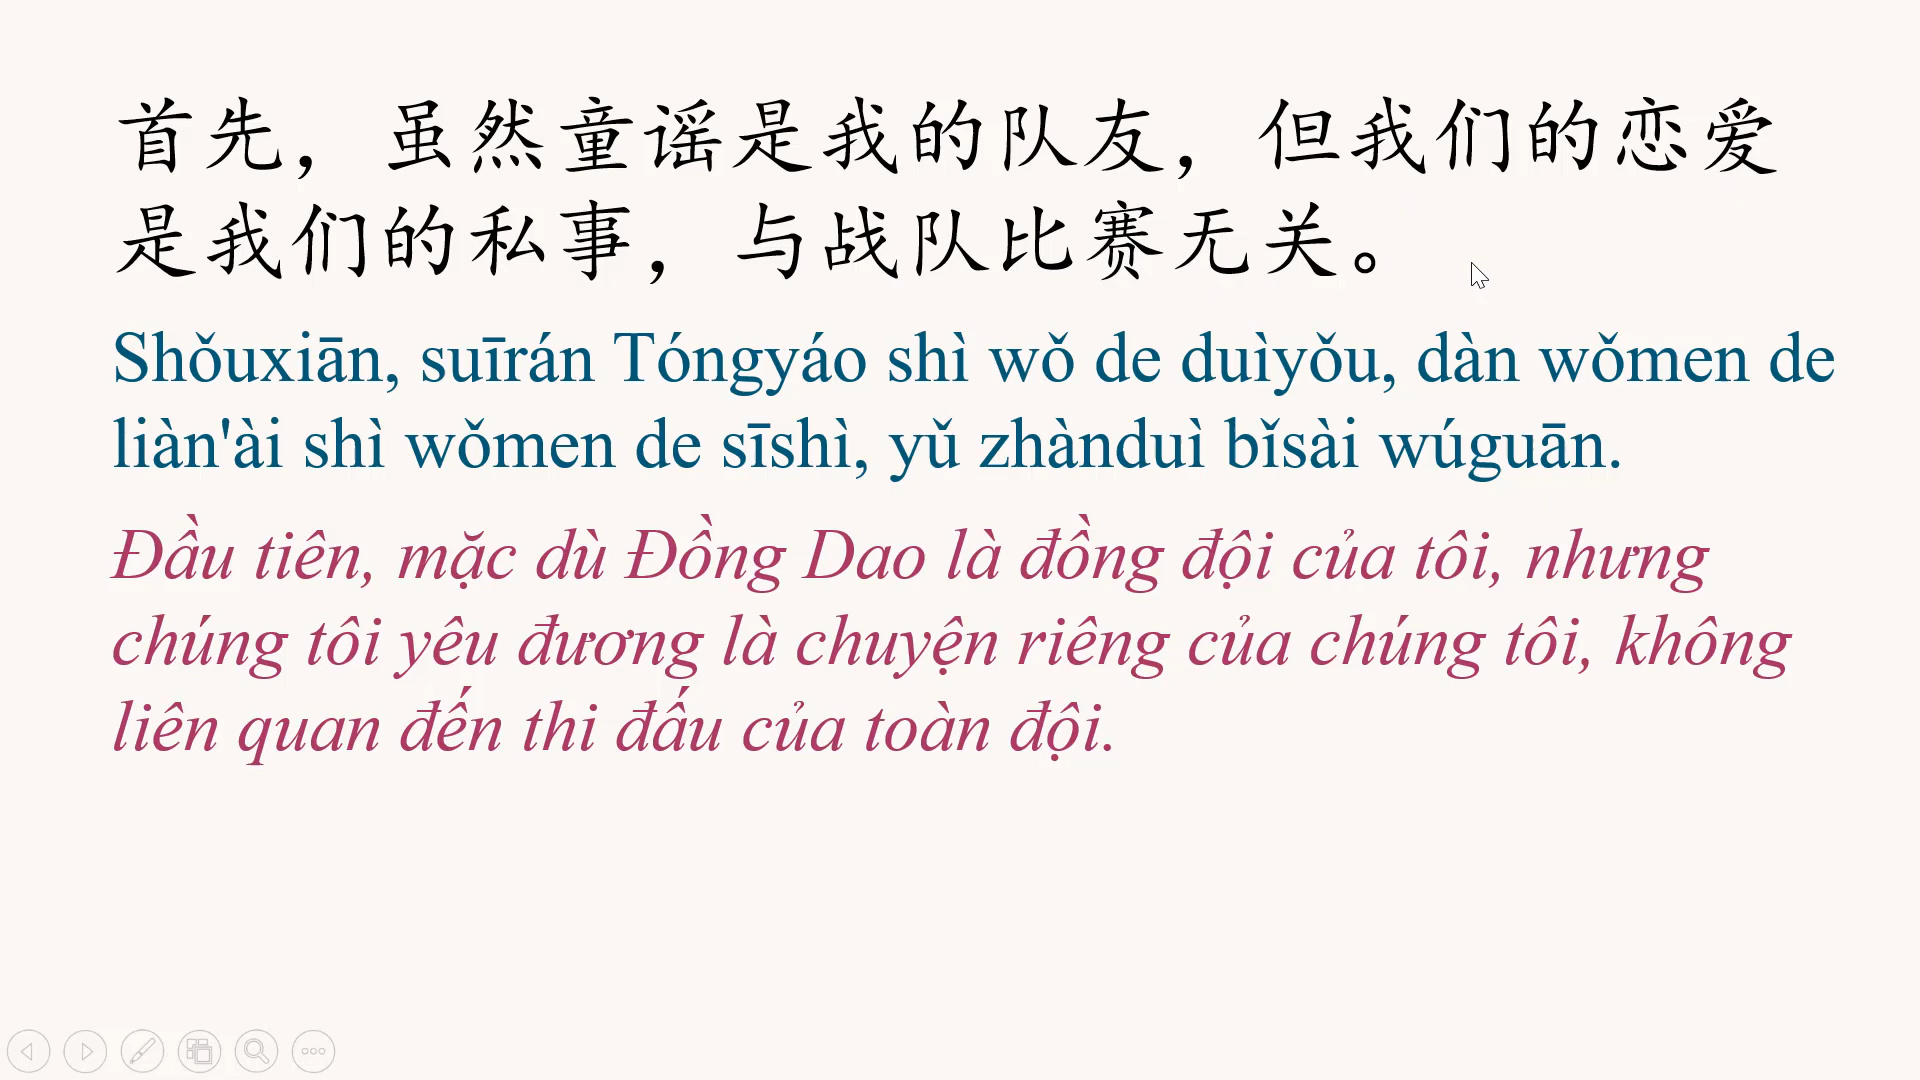 首先，虽然童谣是我的队友，但我们的恋爱
是我们的私事，与战队比赛无关。
Shǒuxiān, suīrán Tóngyáo shì wǒ de duìyǒu, dàn wǒmen de
liàn'ài shì wǒmen de sīshì, yǔ zhànduì bǐsài wúguān.
Đầu tiên, mặc dù Đồng Dao là đồng đội của tôi, nhưng
chúng tôi yêu đương là chuyện riêng của chúng tôi, không
liên quan đến thi đấu của toàn đội.